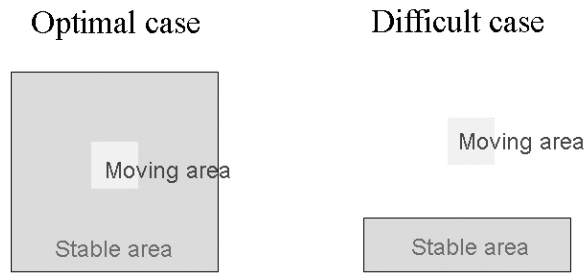 Optimal case
Difficult case
Moving area
Moving area
Stable area
Stable area